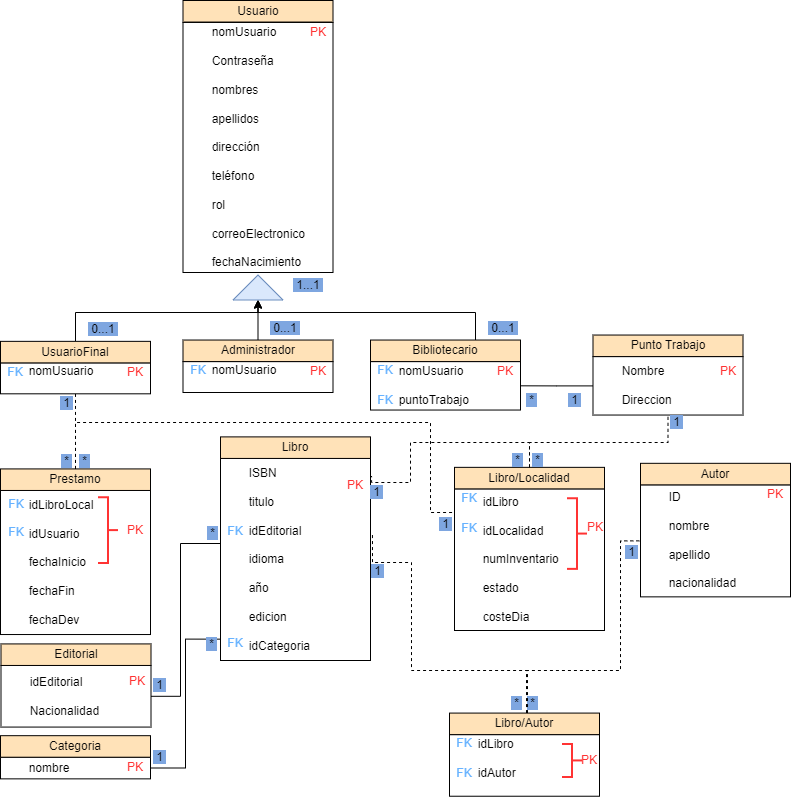 Usuario
nomUsuario PK
Contraseña
nombres
apellidos
dirección
teléfono
rol
correoElectronico
fechaNacimiento
1...1
0...1
0...1
0...1
UsuarioFinal
FK nomUsuario PK
Administrador
FK nomUsuario PK
Bibliotecario
FK nomUsuario PK
FK puntoTrabajo
Punto Trabajo
Nombre PK
Direccion
* 1
1
1
* *
Prestamo
FK idLibroLocal
FK idUsuario PK
fechaInicio
fechaFin
fechaDev
Libro
ISBN
PK
titulo
FK idEditorial
idioma
año
edicion
FK idCategoria
1
1
*
*
* *
Libro/Localidad
FK idLibro
FK idLocalidad PK
numInventario
estado
costeDia
1
Autor
ID PK
nombre
apellido
nacionalidad
1
Editorial
idEditorial PK
Nacionalidad
1
Categoria
nombre PK
1
* *
Libro/Autor
FK idLibro
PK
FK idAutor